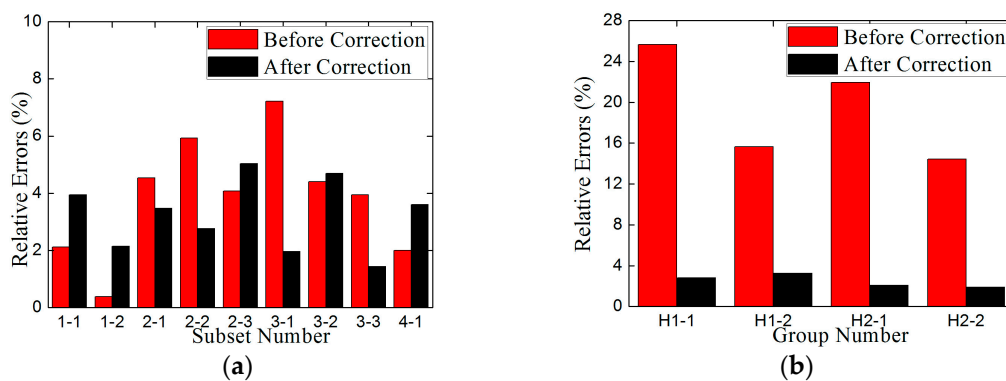 10
8
6
4
2
0
Relative Errors (%)
Before Correction
After Correction
1-1 1-2 2-1 2-2 2-3 3-1 3-2 3-3 4-1
Subset Number
(a)
28
24
20
16
12
8
4
0
Relative Errors (%)
Before Correction
After Correction
H1-1 H1-2 H2-1 H2-2
Group Number
(b)